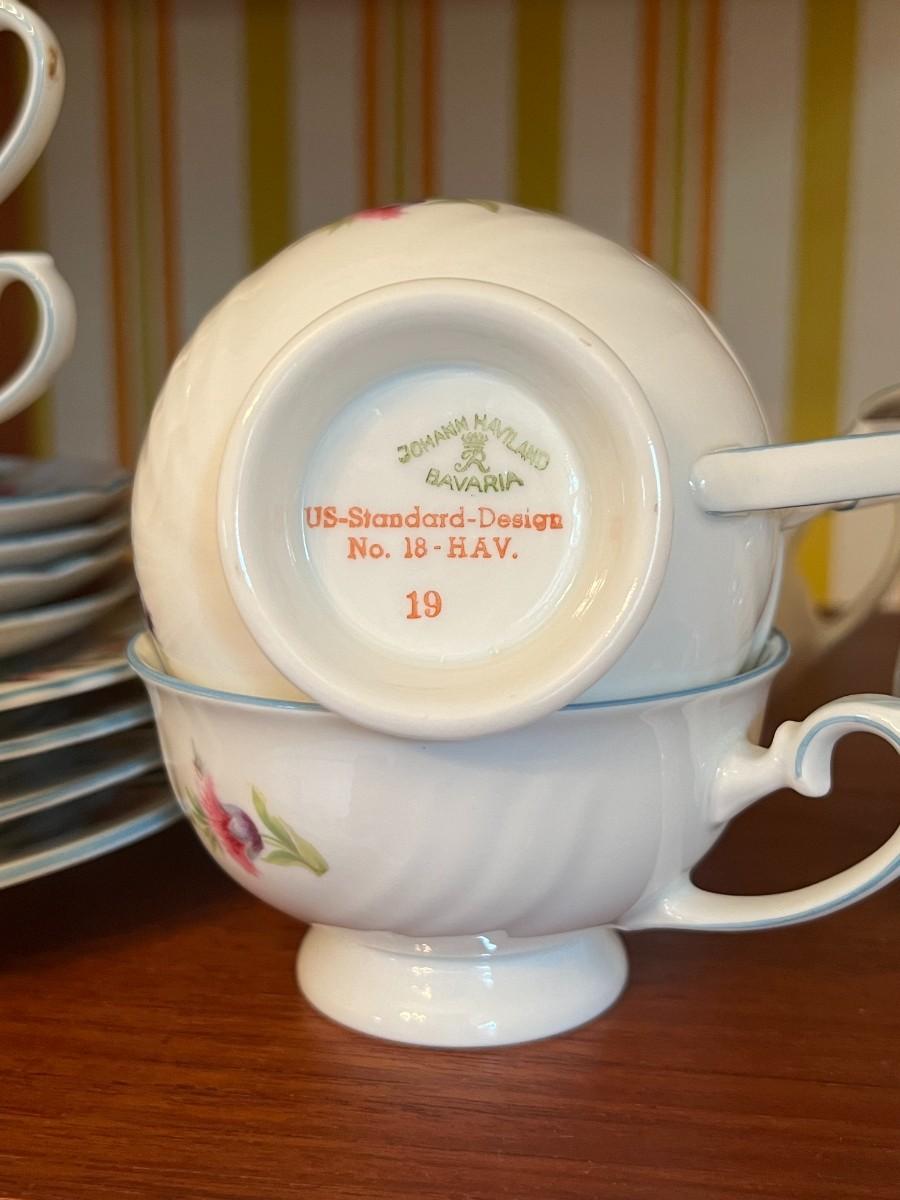 JOHANN HAVILAND
BAVARIA
US-Standard-Design
No. 18-HAV.
19